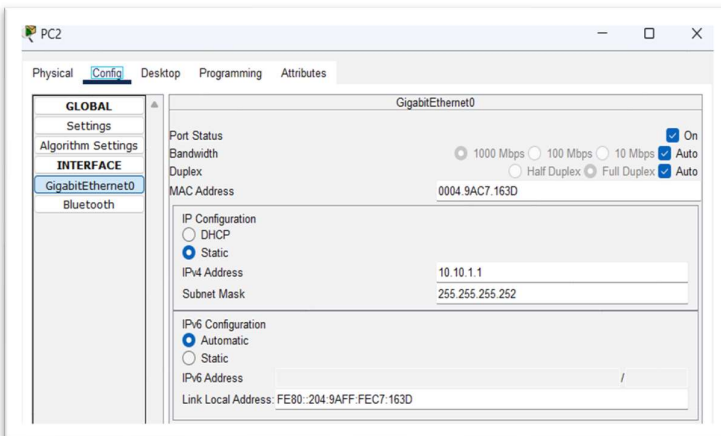 PC2
Physical Config Desktop Programming Attributes
GLOBAL
Settings
Algorithm Settings
INTERFACE
GigabitEthernet0
Bluetooth
GigabitEthernet0
Port Status On
Bandwidth 1000 Mbps 100 Mbps 10 Mbps Auto
Duplex Half Duplex Full Duplex Auto
MAC Address 0004.9AC7.163D
IP Configuration
DHCP
Static
IPv4 Address 10.10.1.1
Subnet Mask 255.255.255.252
IPv6 Configuration
Automatic
Static
IPv6 Address /
Link Local Address: FE80::204:9AFF:FEC7:163D